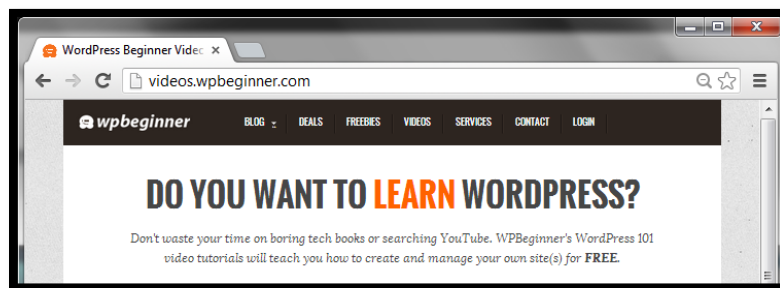 WordPress Beginner Videc
videos.wpbeginner.com
wpbeginner BLOG DEALS FREEBIES VIDEOS SERVICES CONTACT LOGIN
DO YOU WANT TO LEARN WORDPRESS?
Don't waste your time on boring tech books or searching YouTube. WPBeginner's WordPress 101
video tutorials will teach you how to create and manage your own site(s) for FREE.